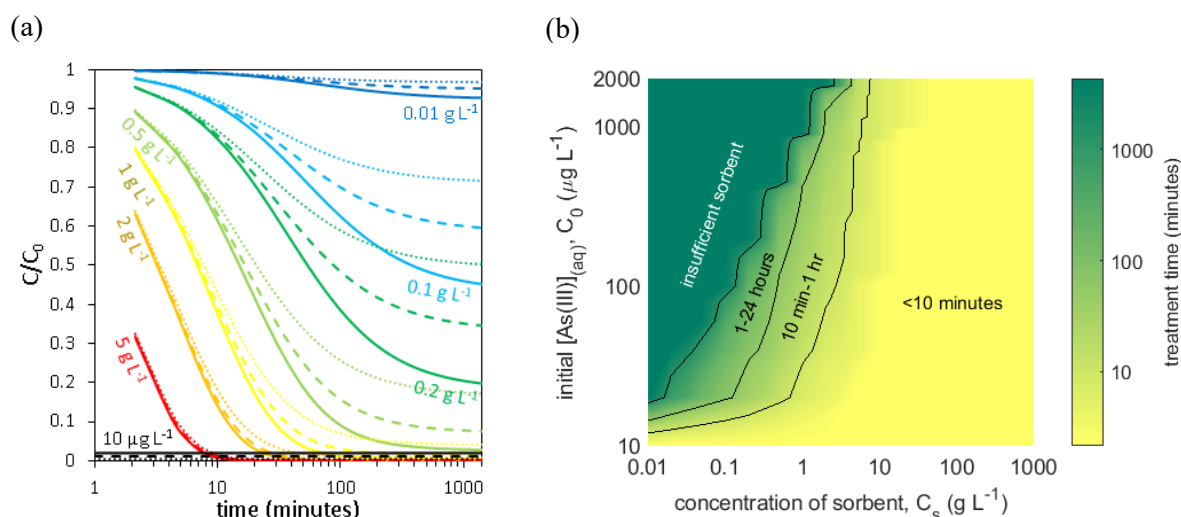 (a)
(b)
C/C₀
1
0.9
0.8
0.7
0.6
0.5
0.4
0.3
0.2
0.1
0
0.01 g L⁻¹
0.5 g L⁻¹
1 g L⁻¹
2 g L⁻¹
0.1 g L⁻¹
5 g L⁻¹
0.2 g L⁻¹
10 µg L⁻¹
1
10
100
1000
time (minutes)
initial [As(III)](aq), C₀ (µg L⁻¹)
2000
1000
100
10
insufficient sorbent
1-24 hours
10 min-1 hr
<10 minutes
0.01
0.1
1
10
100
1000
concentration of sorbent, Cₛ (g L⁻¹)
1000
100
10
treatment time (minutes)